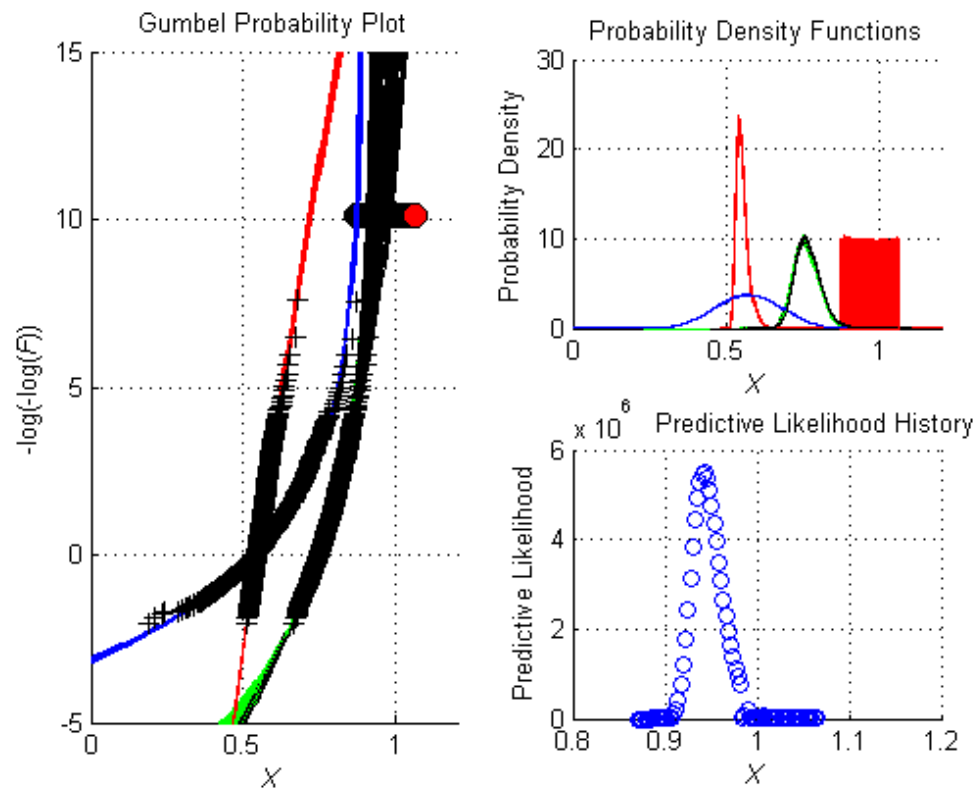 Gumbel Probability Plot
-log(-log(F))
15
10
5
0
-5
0
0.5
1
X
Probability Density Functions
Probability Density
30
20
10
0
0
0.5
1
X
Predictive Likelihood History
x 10^6
Predictive Likelihood
6
4
2
0
0.8
0.9
1
1.1
1.2
X